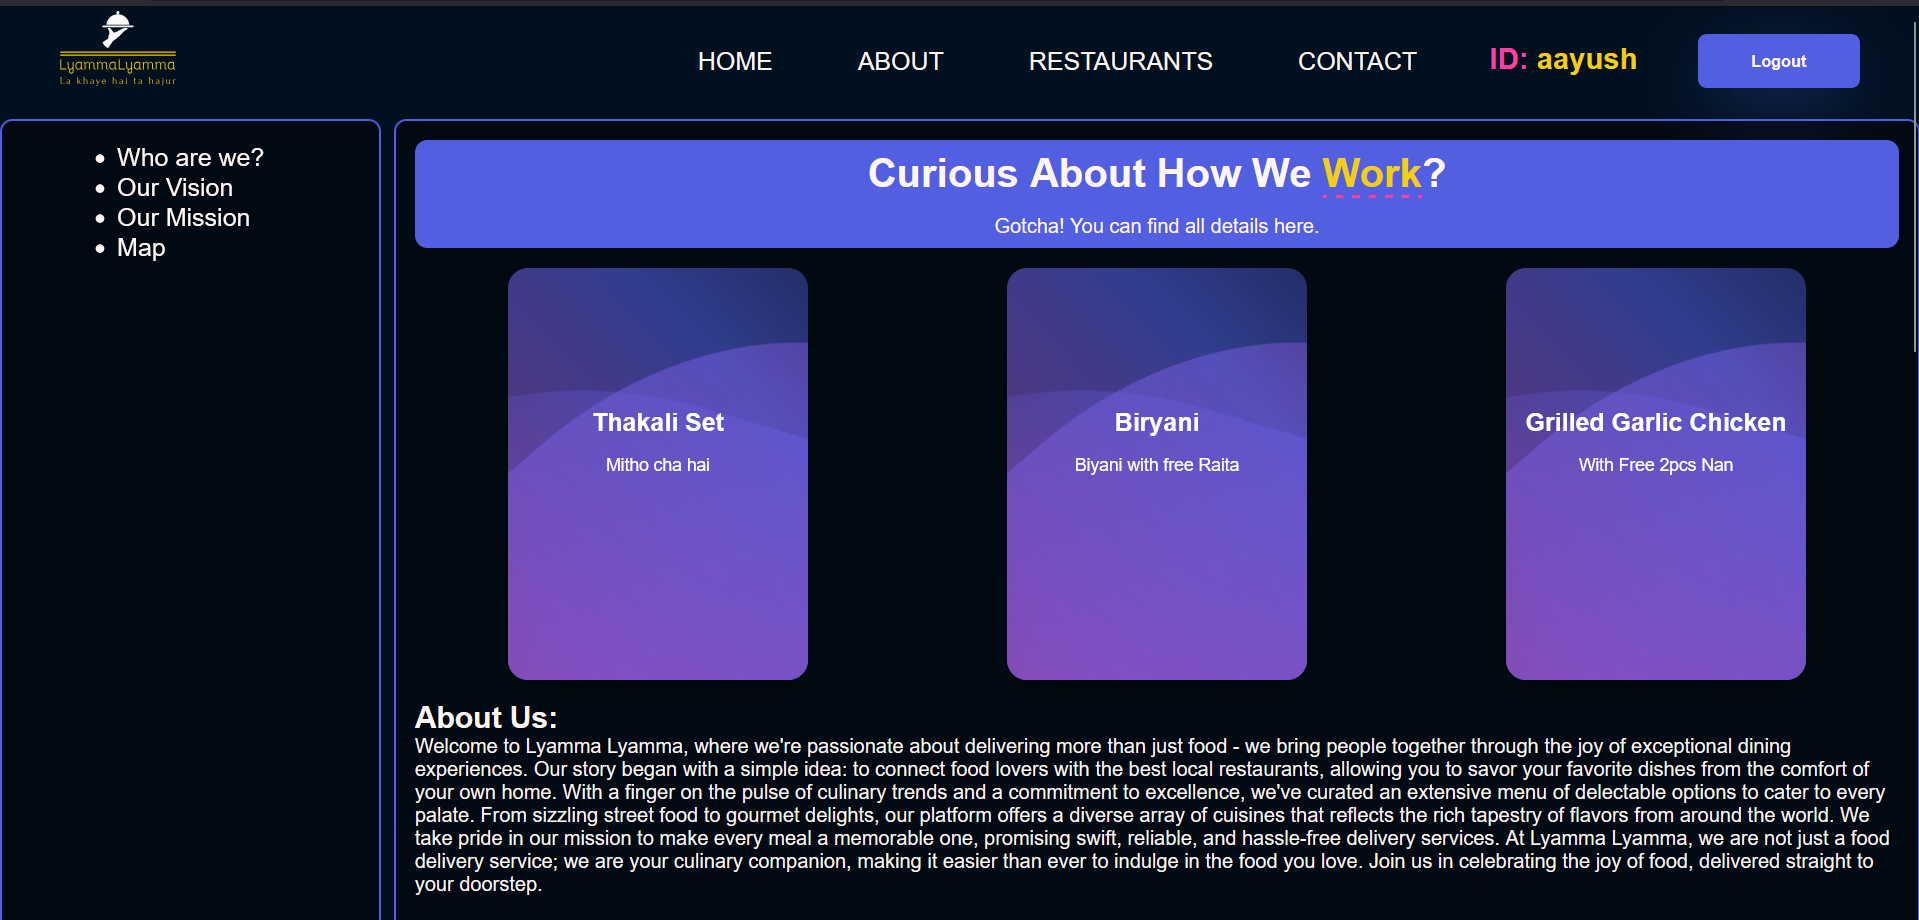 LyammaLyamma
La khaye hai ta hajur
HOME ABOUT RESTAURANTS CONTACT ID: aayush Logout
Who are we?
Our Vision
Our Mission
Map
Curious About How We Work?
Gotcha! You can find all details here.
Thakali Set
Mitho cha hai
Biryani
Biyani with free Raita
Grilled Garlic Chicken
With Free 2pcs Nan
About Us:
Welcome to Lyamma Lyamma, where we're passionate about delivering more than just food - we bring people together through the joy of exceptional dining
experiences. Our story began with a simple idea: to connect food lovers with the best local restaurants, allowing you to savor your favorite dishes from the comfort of
your own home. With a finger on the pulse of culinary trends and a commitment to excellence, we've curated an extensive menu of delectable options to cater to every
palate. From sizzling street food to gourmet delights, our platform offers a diverse array of cuisines that reflects the rich tapestry of flavors from around the world. We
take pride in our mission to make every meal a memorable one, promising swift, reliable, and hassle-free delivery services. At Lyamma Lyamma, we are not just a food
delivery service; we are your culinary companion, making it easier than ever to indulge in the food you love. Join us in celebrating the joy of food, delivered straight to
your doorstep.